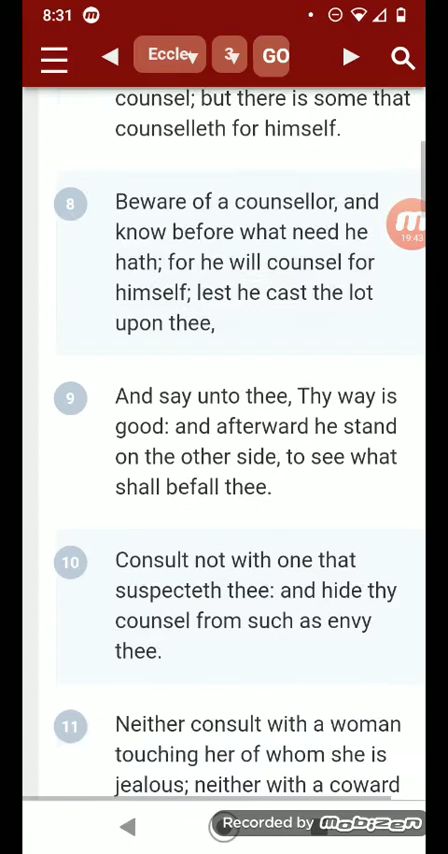 8:31
Eccle
3
GO
counsel; but there is some that
counselleth for himself.
8
Beware of a counsellor, and
know before what need he
hath; for he will counsel for
himself; lest he cast the lot
upon thee,
19:43
9
And say unto thee, Thy way is
good: and afterward he stand
on the other side, to see what
shall befall thee.
10
Consult not with one that
suspecteth thee: and hide thy
counsel from such as envy
thee.
11
Neither consult with a woman
touching her of whom she is
jealous; neither with a coward
Recorded by mobizen